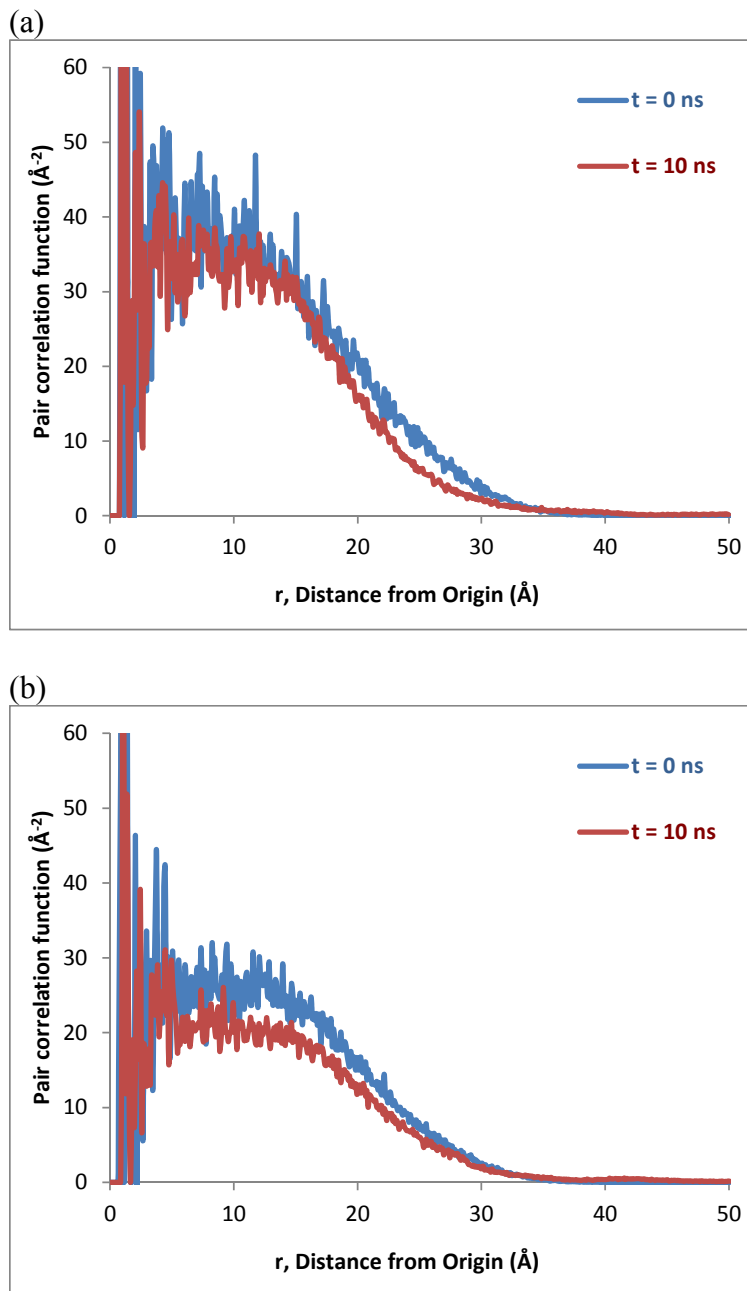 (a)
60
50
40
30
20
10
0
Pair correlation function (Å⁻²)
t = 0 ns
t = 10 ns
0 10 20 30 40 50
r, Distance from Origin (Å)
(b)
60
50
40
30
20
10
0
Pair correlation function (Å⁻²)
t = 0 ns
t = 10 ns
0 10 20 30 40 50
r, Distance from Origin (Å)